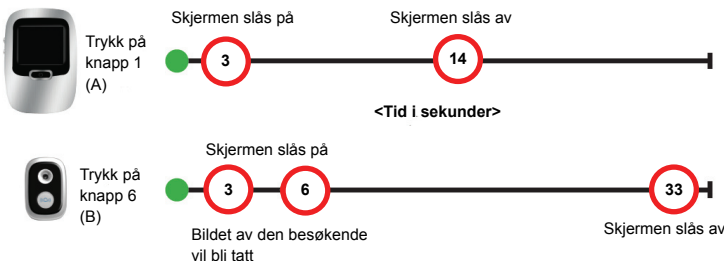 Skjermen slås på
Skjermen slås av
Trykk på
knapp 1
(A)
3
14
<Tid i sekunder>
Skjermen slås på
Trykk på
knapp 6
(B)
3
6
33
Bildet av den besøkende
vil bli tatt
Skjermen slås av